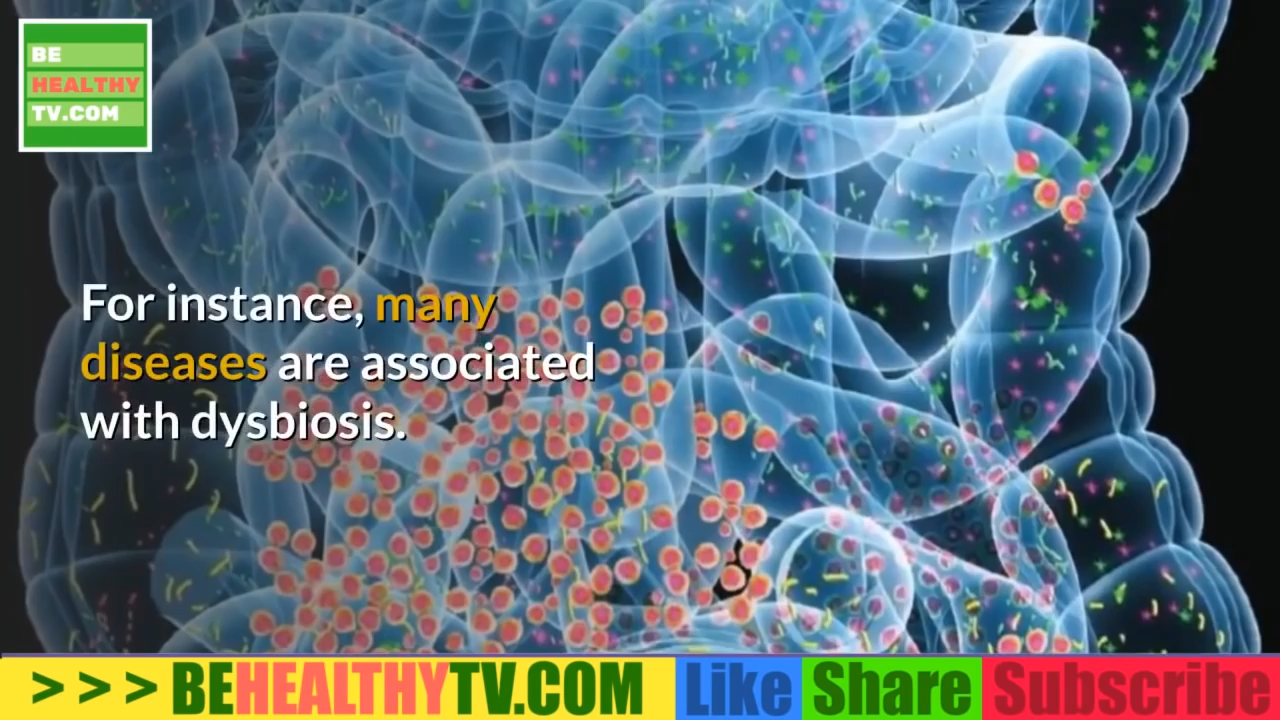 BE
HEALTHY
TV.COM
For instance, many
diseases are associated
with dysbiosis.
> > > BEHEALTHYTV.COM Like Share Subscribe